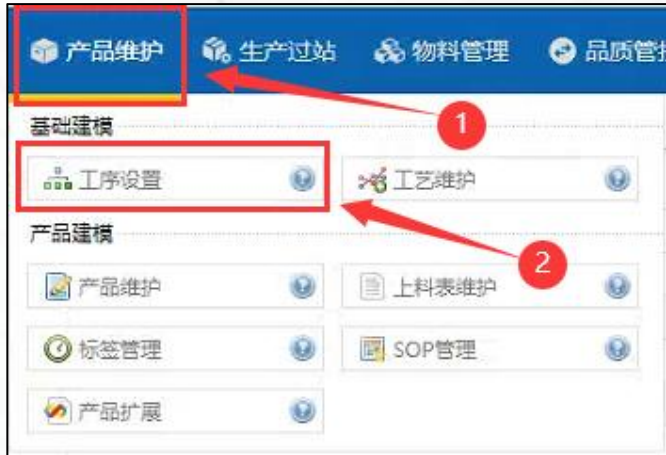 产品维护 生产过站 物料管理 品质管
1
基础建模
工序设置 工艺维护
产品建模
2
产品维护 上料表维护
标签管理 SOP管理
产品扩展